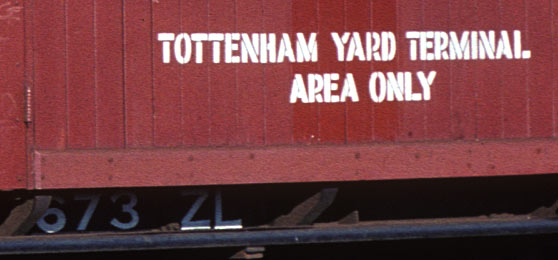 TOTTENHAM YARD TERMINAL
AREA ONLY
673 ZL